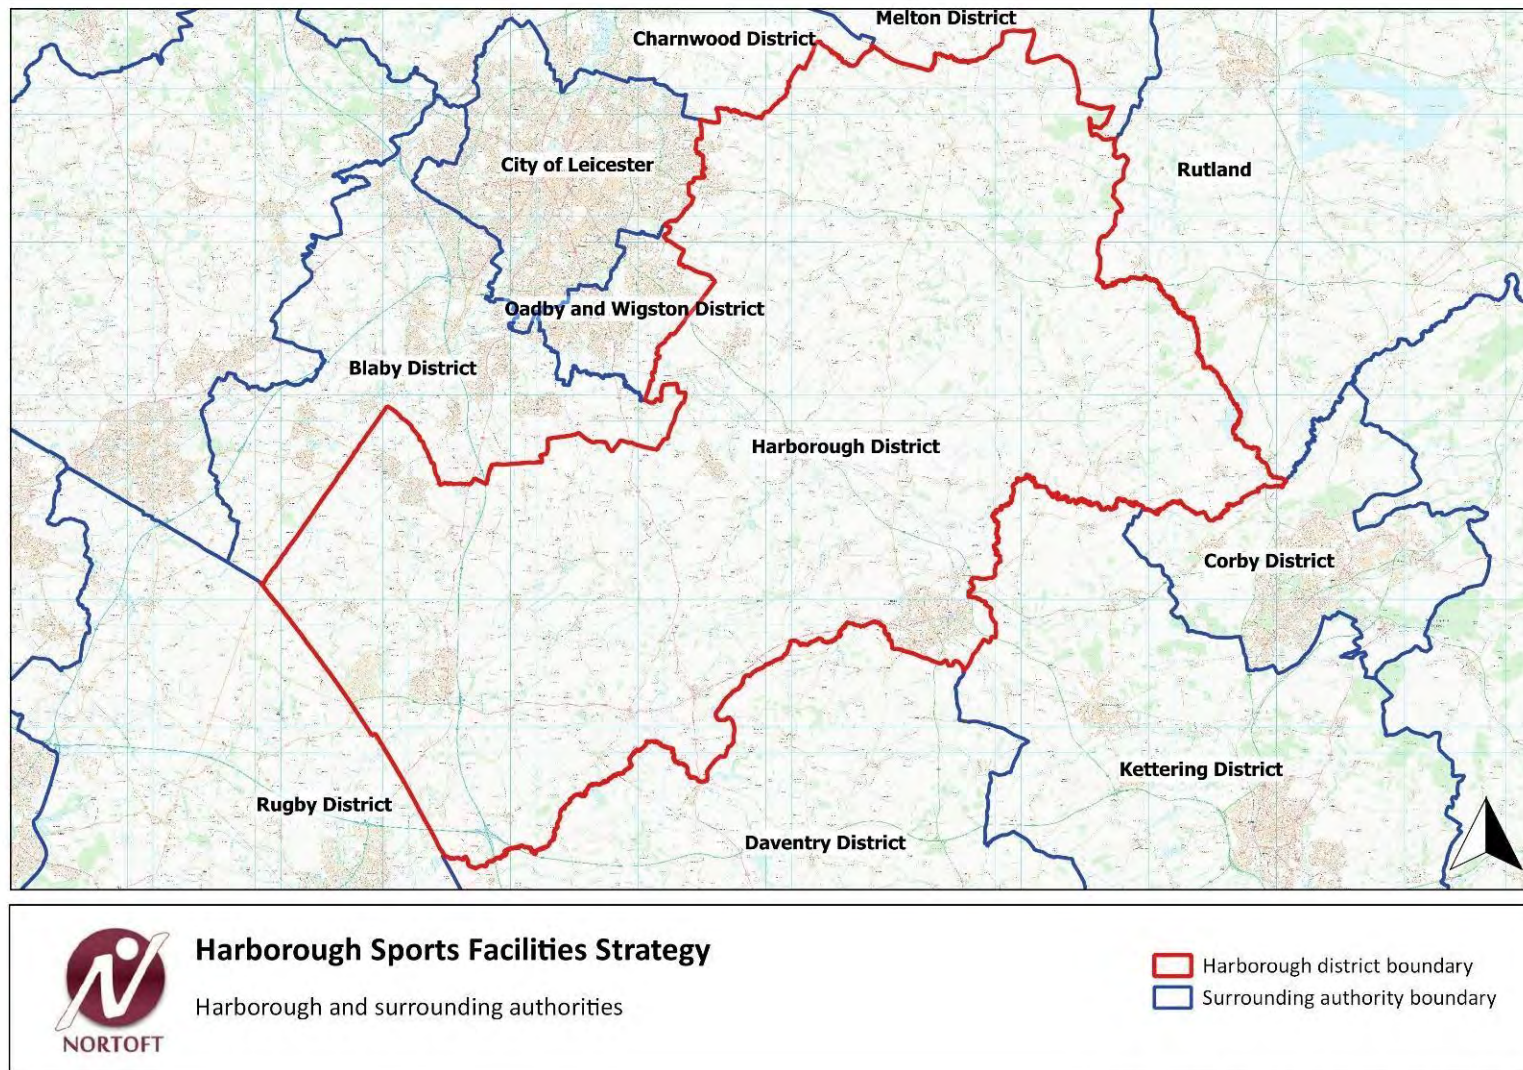 Melton District
Charnwood District
City of Leicester
Rutland
Oadby and Wigston District
Blaby District
Harborough District
Corby District
Kettering District
Rugby District
Daventry District
Harborough Sports Facilities Strategy
Harborough and surrounding authorities
NORTOFT
Harborough district boundary
Surrounding authority boundary